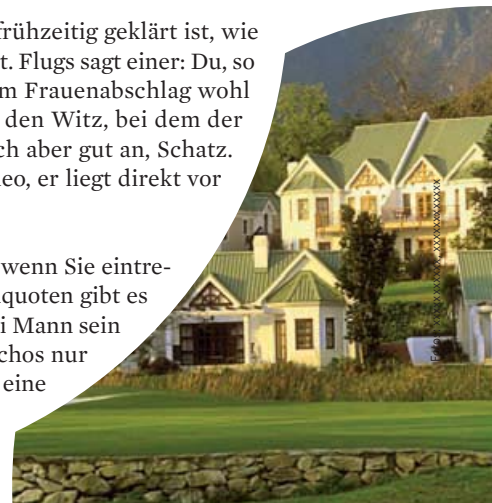 frühzeitig geklärt ist, wie
t. Flugs sagt einer: Du, so
m Frauenabschlag wohl
den Witz, bei dem der
ch aber gut an, Schatz.
eo, er liegt direkt vor
wenn Sie eintre-
quoten gibt es
i Mann sein
chos nur
eine